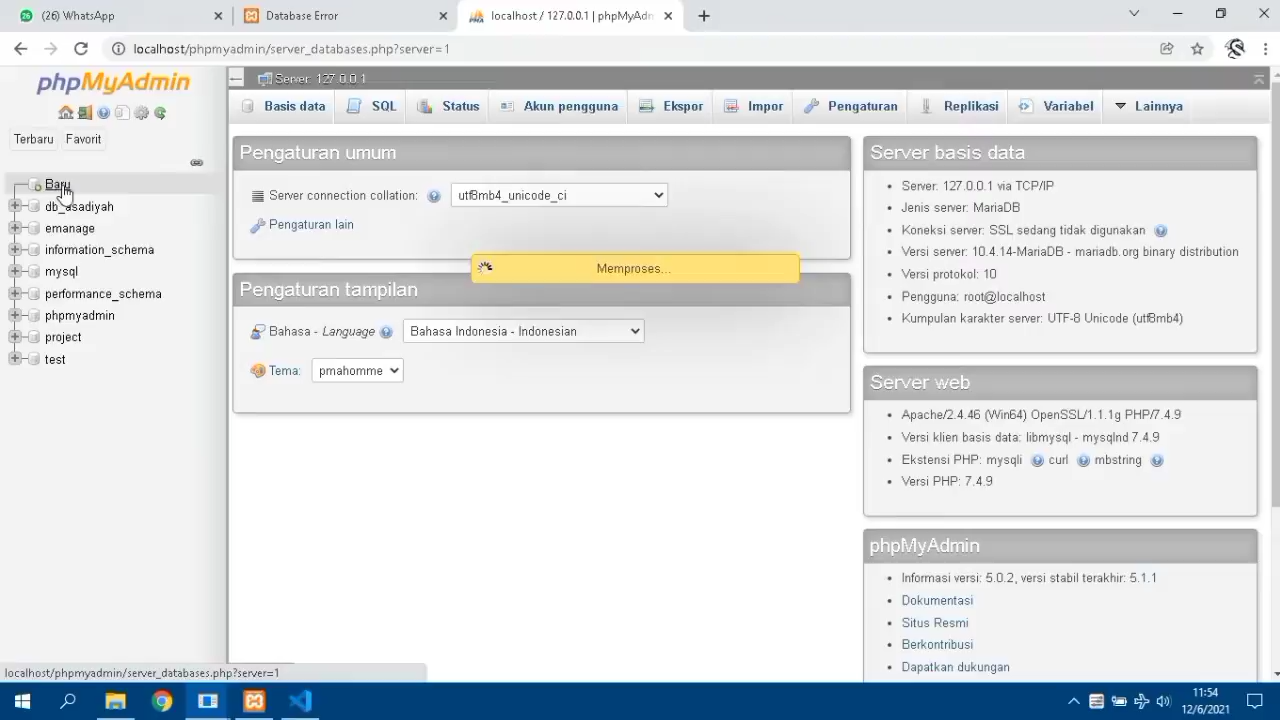 (26) WhatsApp
Database Error
localhost / 127.0.0.1 | phpMyAdm
localhost/phpmyadmin/server_databases.php?server=1
phpMyAdmin
Terbaru
Favorit
Baru
db_asadiyah
emanage
information_schema
mysql
performance_schema
phpmyadmin
project
test
Server: 127.0.0.1
Basis data
SQL
Status
Akun pengguna
Ekspor
Impor
Pengaturan
Replikasi
Variabel
Lainnya
Pengaturan umum
Server connection collation:
utf8mb4_unicode_ci
Pengaturan lain
Memproses...
Pengaturan tampilan
Bahasa - Language
Bahasa Indonesia - Indonesian
Tema:
pmahomme
Server basis data
Server: 127.0.0.1 via TCP/IP
Jenis server: MariaDB
Koneksi server: SSL sedang tidak digunakan
Versi server: 10.4.14-MariaDB - mariadb.org binary distribution
Versi protokol: 10
Pengguna: root@localhost
Kumpulan karakter server: UTF-8 Unicode (utf8mb4)
Server web
Apache/2.4.46 (Win64) OpenSSL/1.1.1g PHP/7.4.9
Versi klien basis data: libmysql - mysqlnd 7.4.9
Ekstensi PHP: mysqli curl mbstring
Versi PHP: 7.4.9
phpMyAdmin
Informasi versi: 5.0.2, versi stabil terakhir: 5.1.1
Dokumentasi
Situs Resmi
Berkontribusi
Dapatkan dukungan
localhost/phpmyadmin/server_databases.php?server=1
11:54
12/6/2021